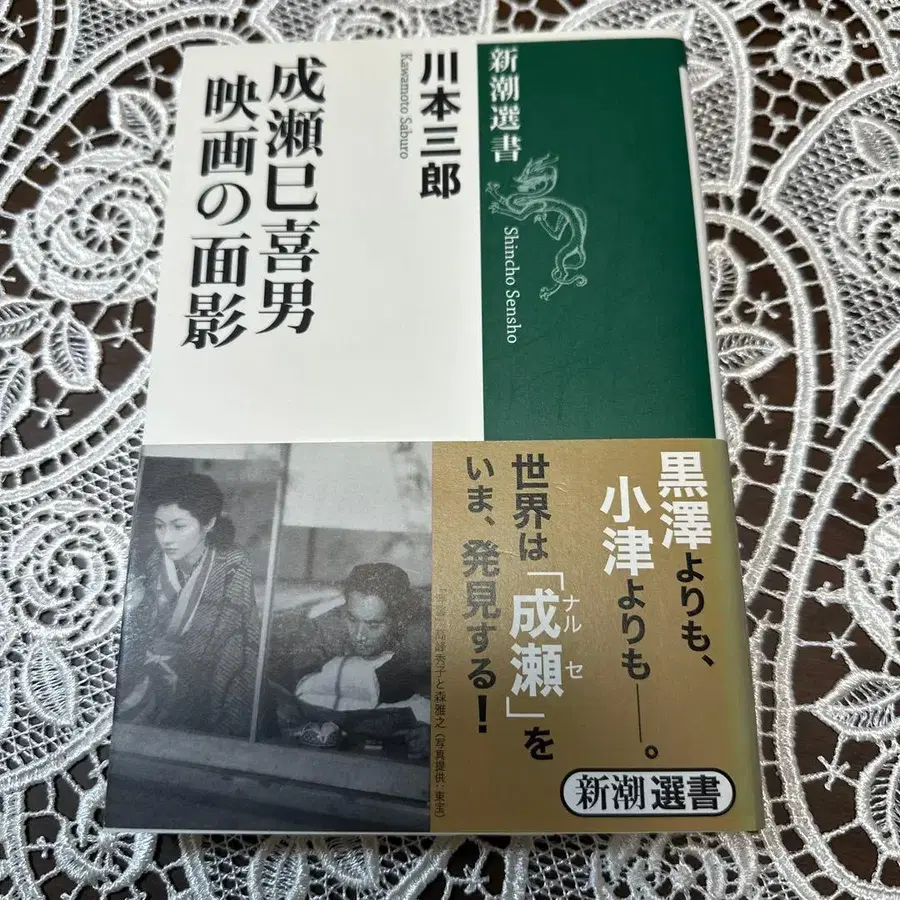 新潮選書
Shincho Sensho
川本三郎
Kawamoto Saburo
成瀬巳喜男
映画の面影
黒澤よりも、
小津よりも――。
世界は「成瀬」を
ナルセ
いま、発見する!
高峰秀子と森雅之(写真提供:東宝)
新潮選書